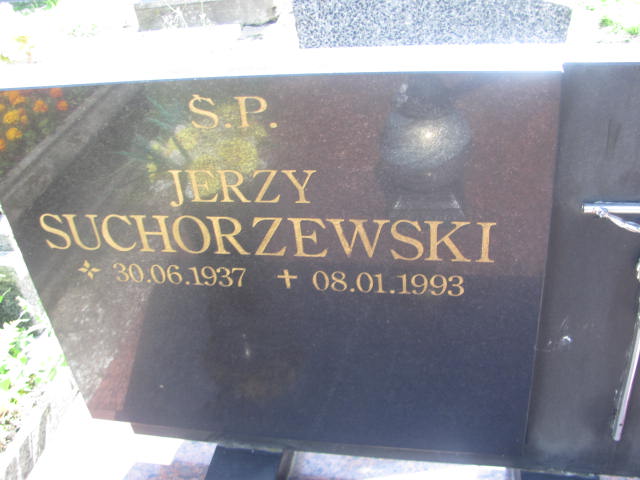 Ś.P.
JERZY
SUCHORZEWSKI
30.06.1937 08.01.1993